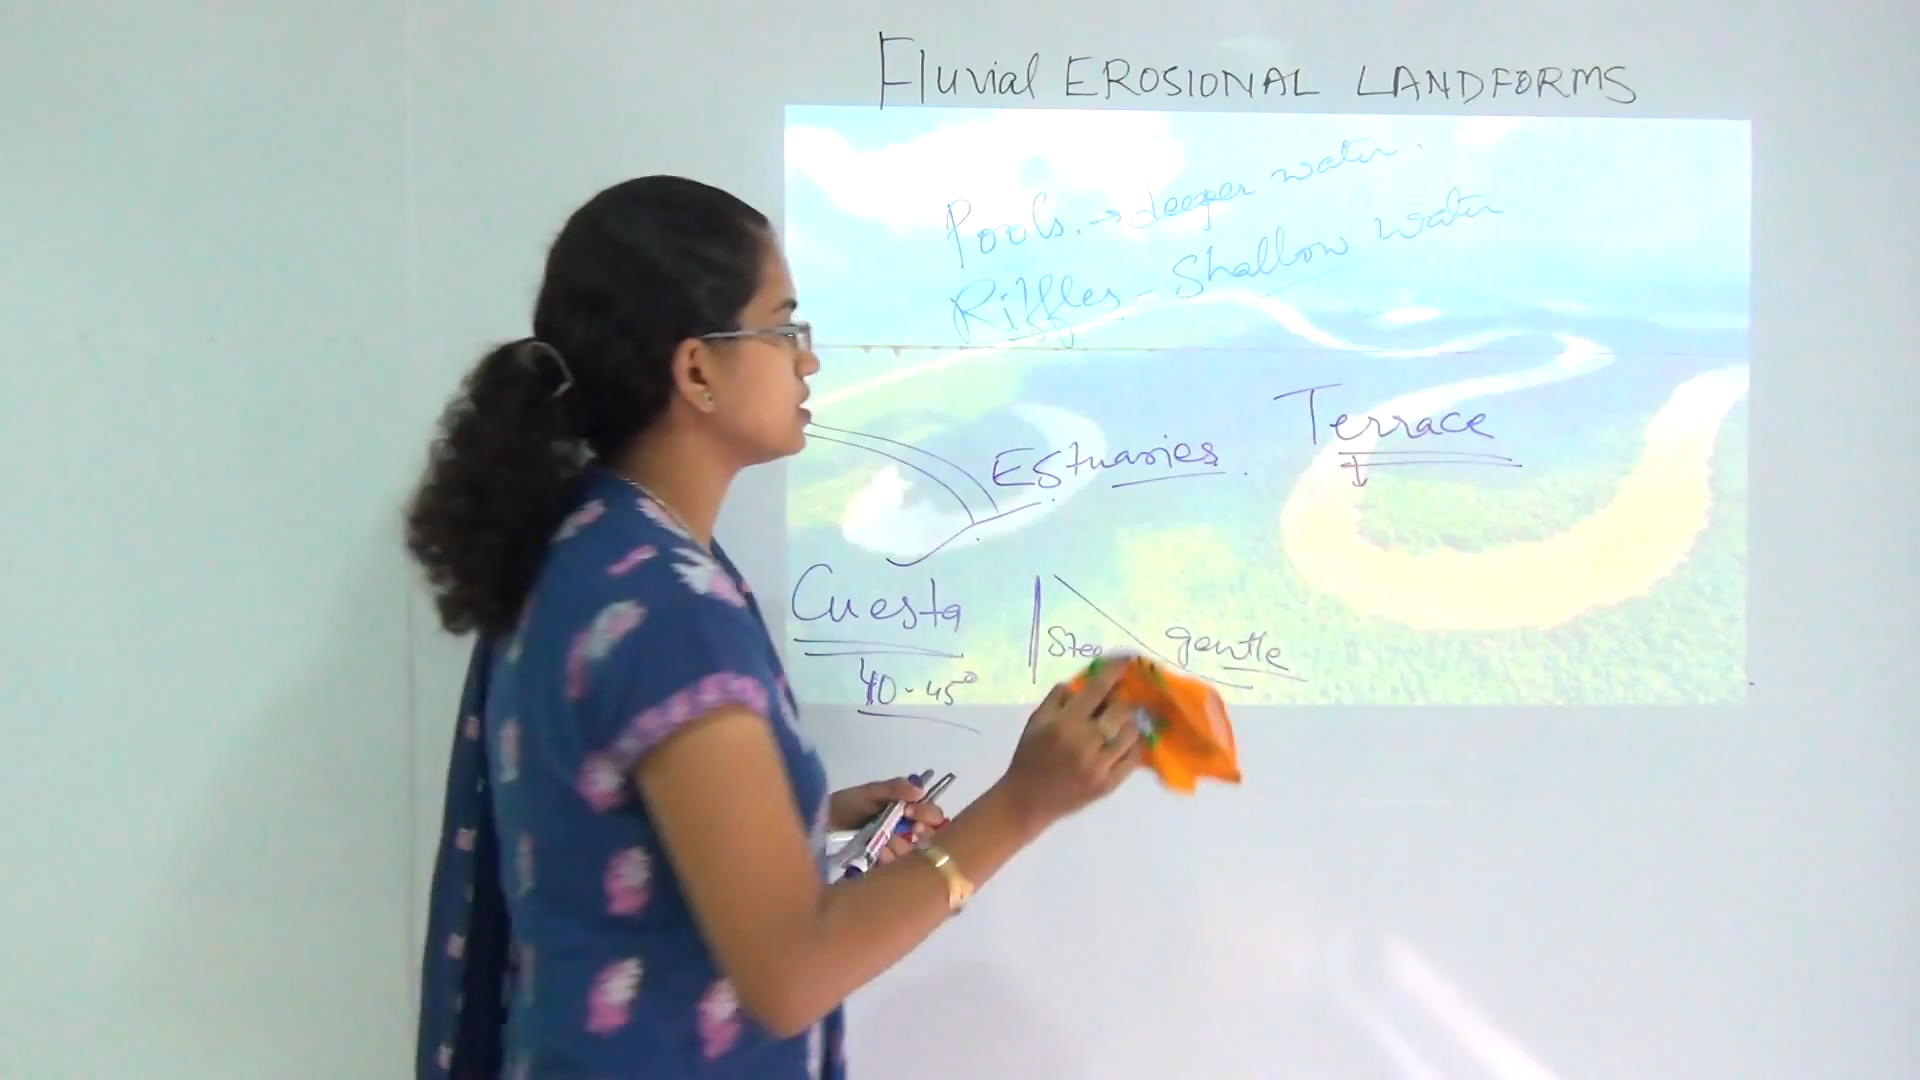 Fluvial EROSIONAL LANDFORMS
Pools. → deeper water.
Riffles - Shallow water
Terrace
Estuaries.
Cuesta
gentle
40-45°